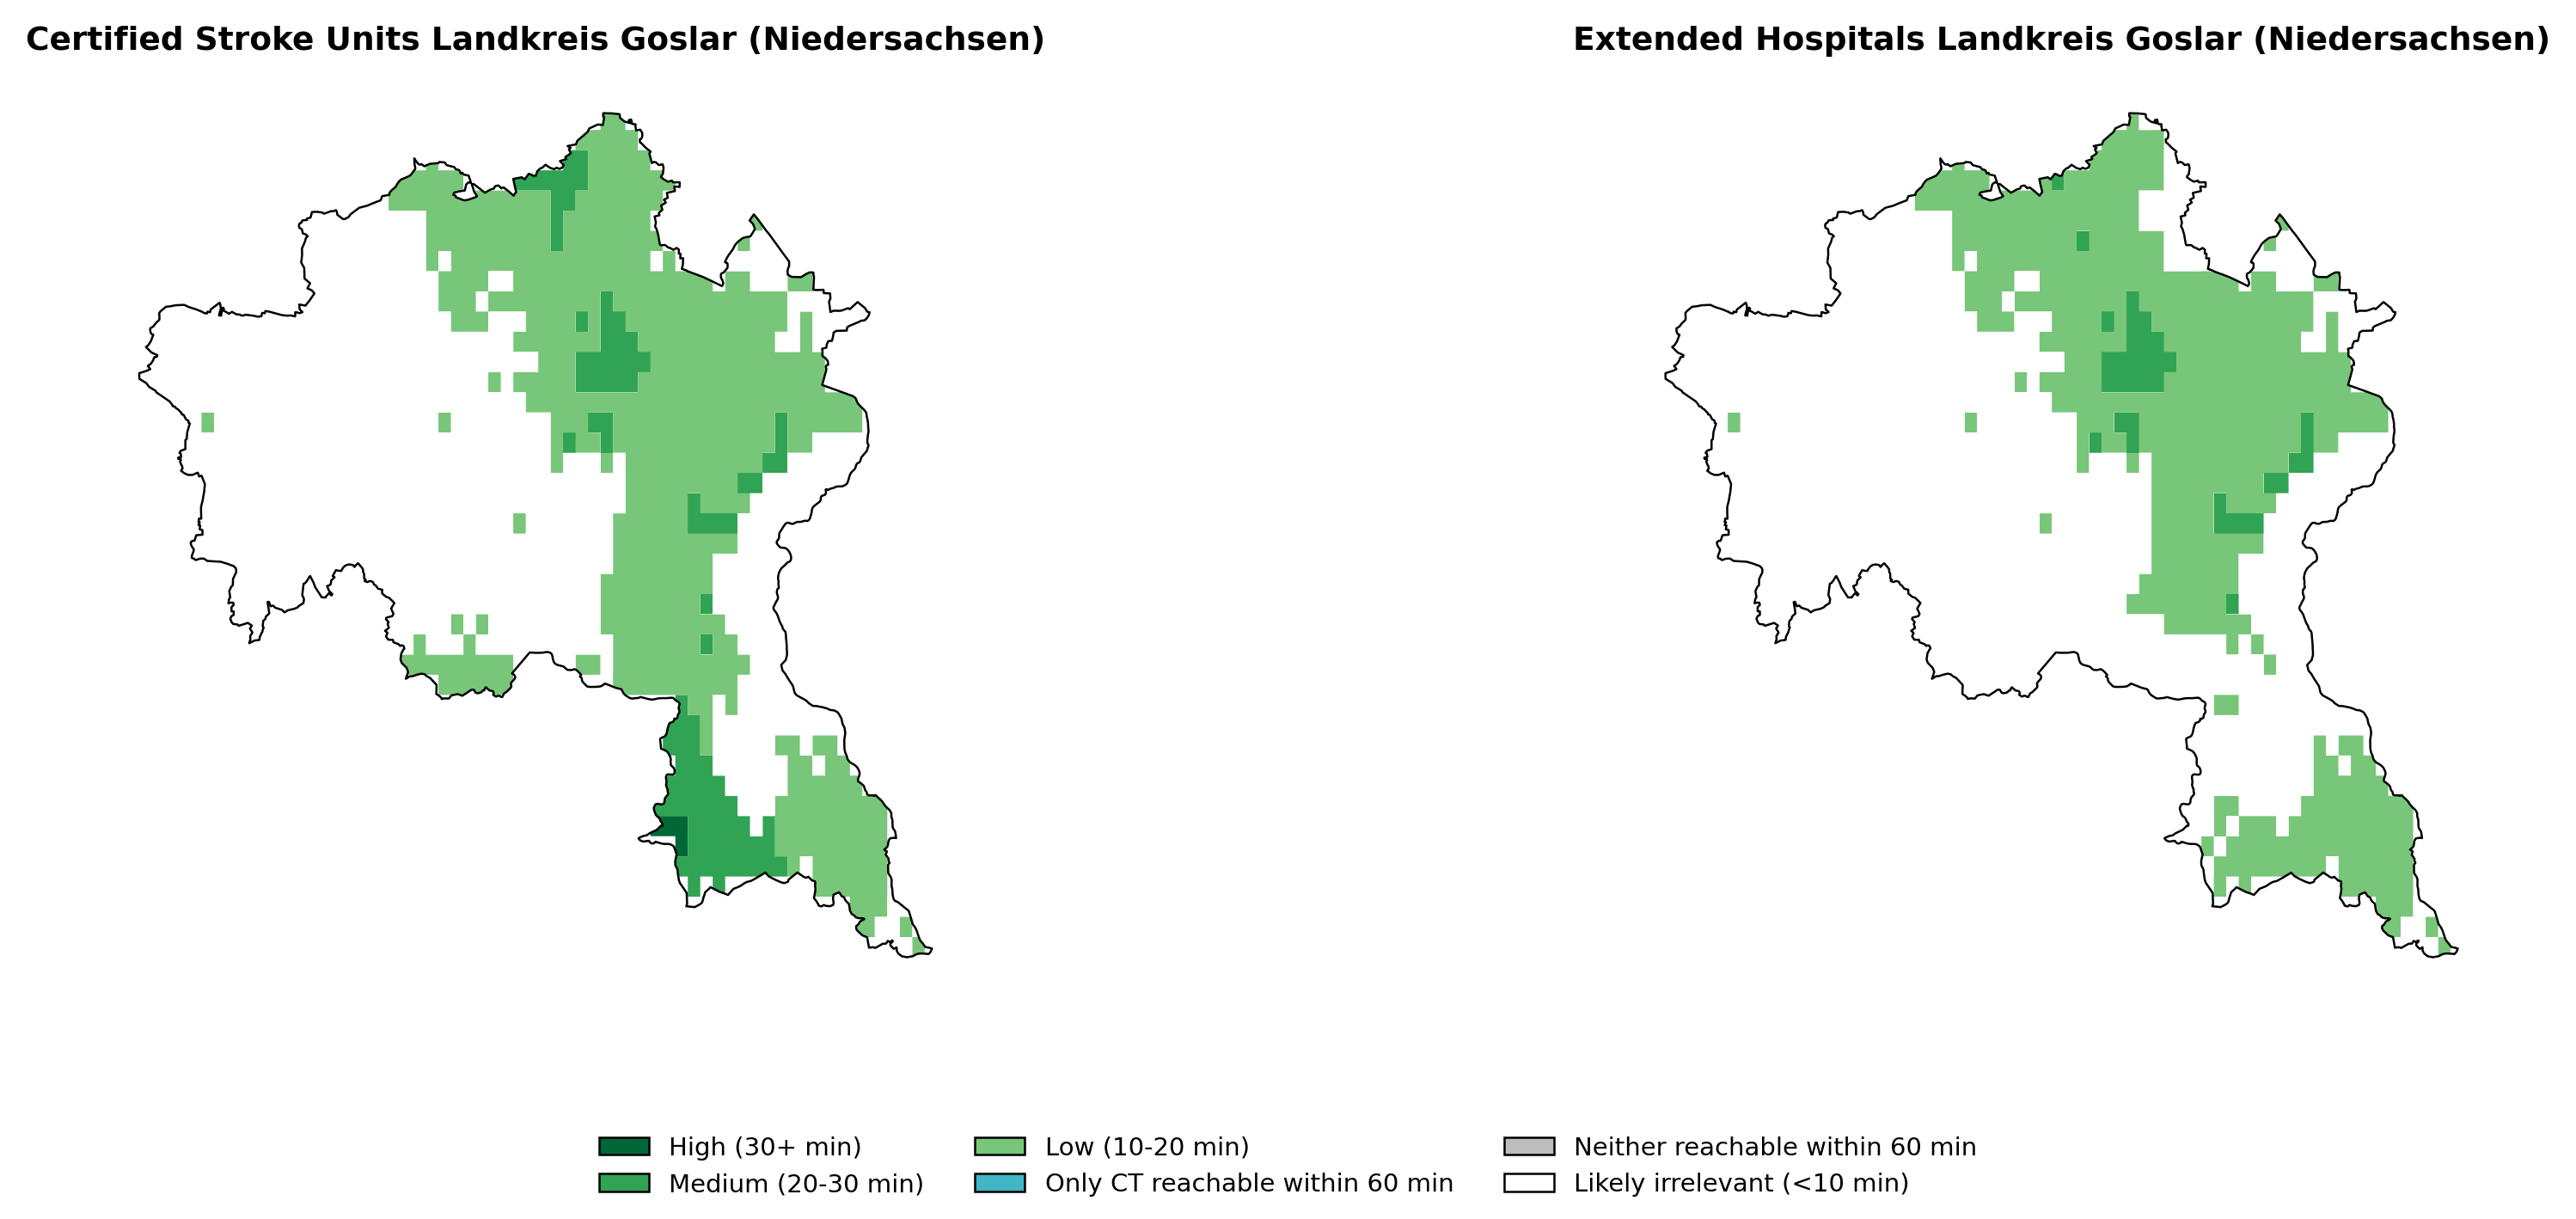 Certified Stroke Units Landkreis Goslar (Niedersachsen)
Extended Hospitals Landkreis Goslar (Niedersachsen)
High (30+ min)
Medium (20-30 min)
Low (10-20 min)
Only CT reachable within 60 min
Neither reachable within 60 min
Likely irrelevant (<10 min)